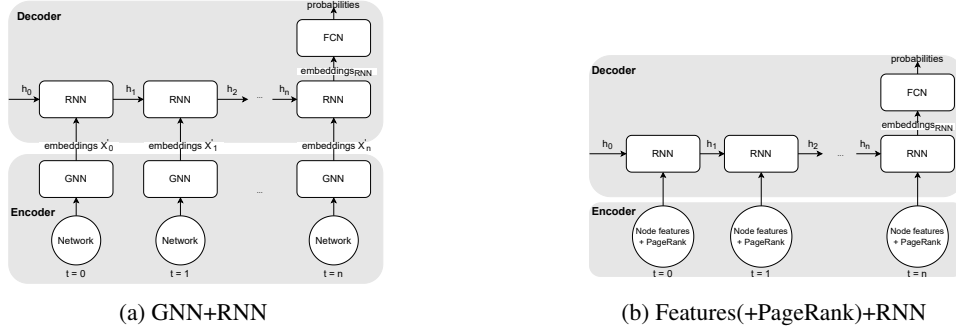 probabilities
Decoder
FCN
embeddings_RNN
h_0 h_1 h_2 ... h_n
RNN RNN RNN
embeddings X'_0 embeddings X'_1 embeddings X'_n
GNN GNN ... GNN
Encoder
Network Network Network
t = 0 t = 1 t = n
(a) GNN+RNN
probabilities
Decoder
FCN
embeddings_RNN
h_0 h_1 h_2 ... h_n
RNN RNN RNN
Encoder
Node features Node features Node features
+ PageRank + PageRank + PageRank
t = 0 t = 1 t = n
(b) Features(+PageRank)+RNN